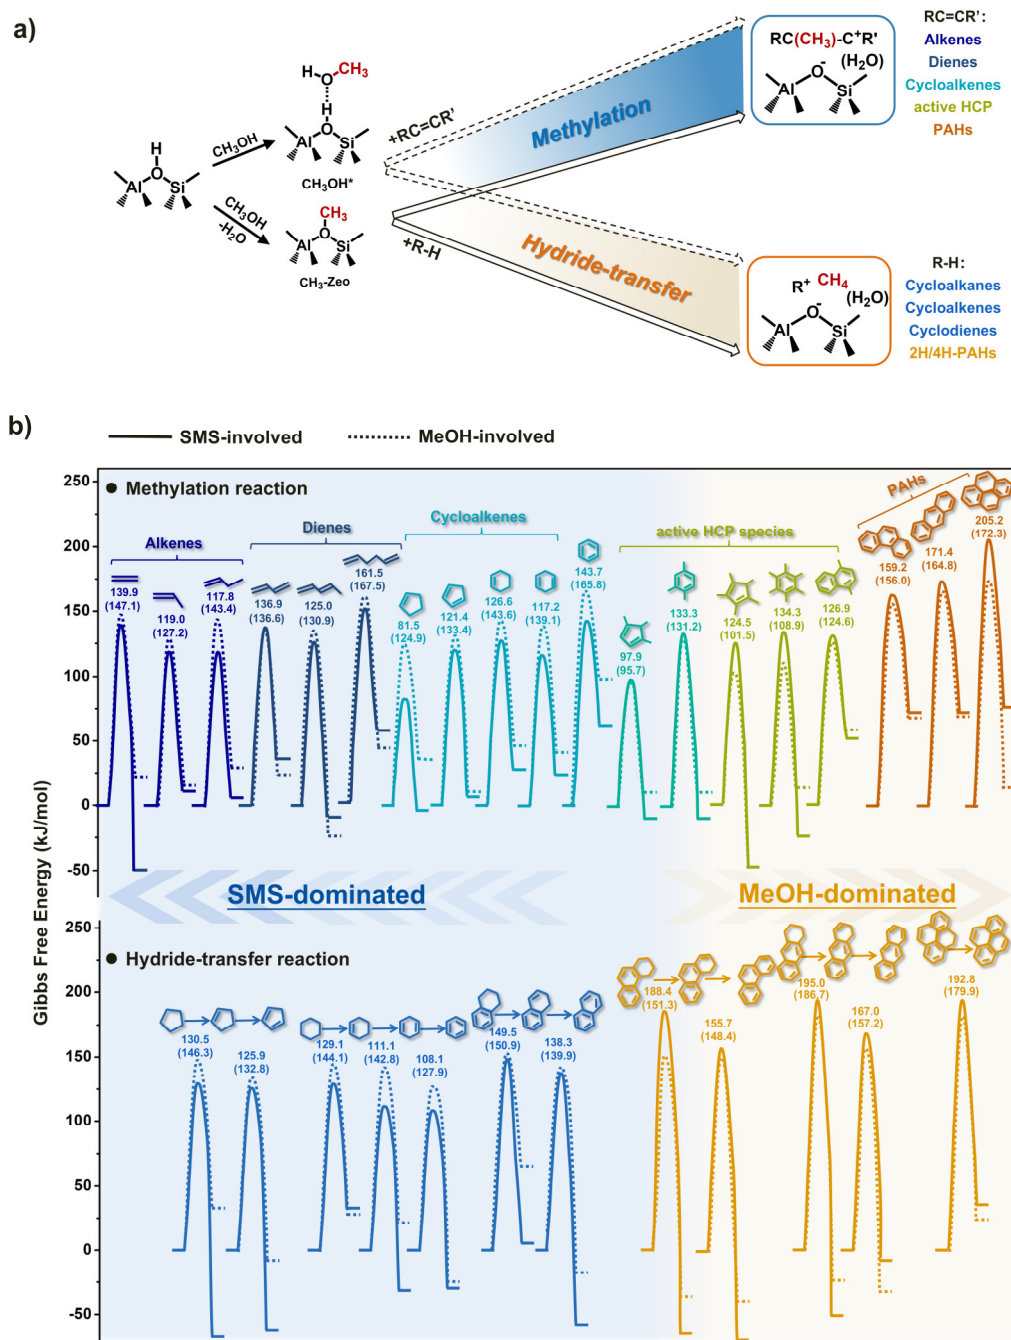 a)
RC=CR':
RC(CH3)-C+R'
Alkenes
O-
(H2O)
Dienes
Al
Si
Cycloalkenes
active HCP
PAHs
H
O
CH3
H
O
Al
Si
CH3OH*
+RC=CR'
Methylation
H
O
Al
Si
CH3OH
CH3OH
-H2O
CH3
O
Al
Si
CH3-Zeo
+R-H
Hydride-transfer
R-H:
R+
CH4
Cycloalkanes
O-
(H2O)
Cycloalkenes
Al
Si
Cyclodienes
2H/4H-PAHs
b)
SMS-involved
MeOH-involved
Gibbs Free Energy (kJ/mol)
250
200
150
100
50
0
-50
Methylation reaction
Alkenes
139.9
(147.1)
119.0
(127.2)
117.8
(143.4)
Dienes
136.9
(136.6)
125.0
(130.9)
161.5
(167.5)
Cycloalkenes
81.5
(124.9)
121.4
(133.4)
126.6
(143.6)
117.2
(139.1)
143.7
(165.8)
active HCP species
97.9
(95.7)
133.3
(131.2)
124.5
(101.5)
134.3
(108.9)
126.9
(124.6)
PAHs
159.2
(156.0)
171.4
(164.8)
205.2
(172.3)
SMS-dominated
MeOH-dominated
250
200
150
100
50
0
-50
Hydride-transfer reaction
130.5
(146.3)
125.9
(132.8)
129.1
(144.1)
111.1
(142.8)
108.1
(127.9)
149.5
(150.9)
138.3
(139.9)
188.4
(151.3)
155.7
(148.4)
195.0
(186.7)
167.0
(157.2)
192.8
(179.9)